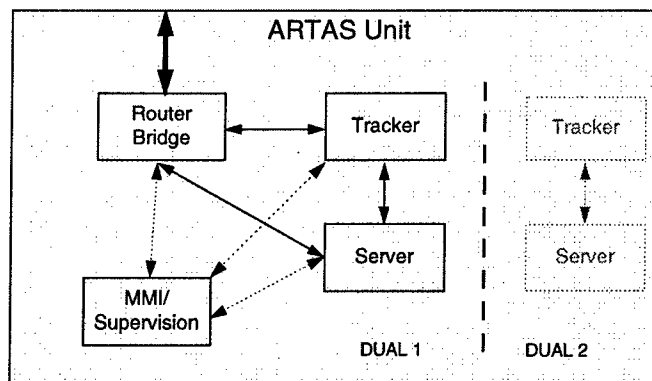 ARTAS Unit
Router
Bridge
Tracker
Tracker
Server
Server
MMI/
Supervision
DUAL 1
DUAL 2